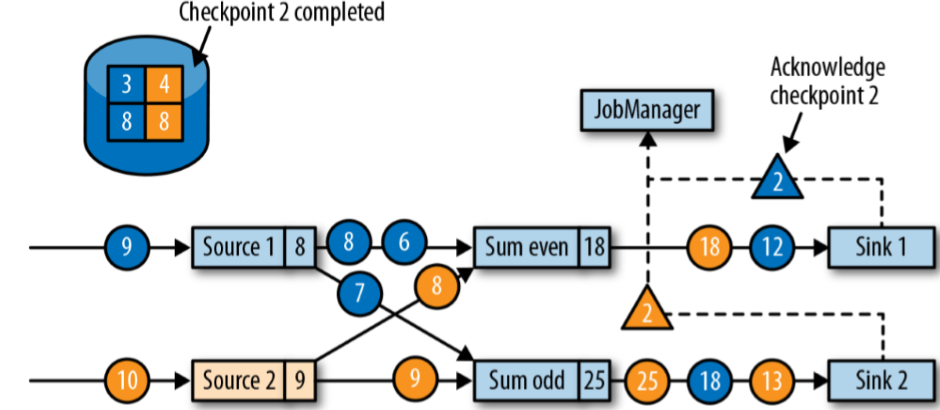 Checkpoint 2 completed
3 4
8 8
Acknowledge
checkpoint 2
JobManager
2
9 Source 1 8 8 6 Sum even 18 18 12 Sink 1
7 8
2
10 Source 2 9 9 Sum odd 25 25 18 13 Sink 2